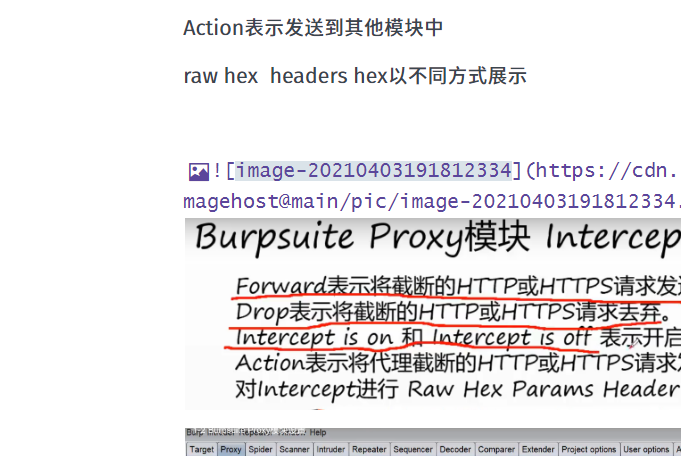 Action表示发送到其他模块中
raw hex  headers hex以不同方式展示
![image-20210403191812334](https://cdn.
magehost@main/pic/image-20210403191812334.
Burpsuite Proxy模块 Intercep
Forward表示将截断的HTTP或HTTPS请求发送
Drop表示将截断的HTTP或HTTPS请求丢弃。
Intercept is on 和 Intercept is off 表示开启
Action表示将代理截断的HTTP或HTTPS请求发
对Intercept进行 Raw Hex Params Header
Help
Target Proxy Spider Scanner Intruder Repeater Sequencer Decoder Comparer Extender Project options User options A